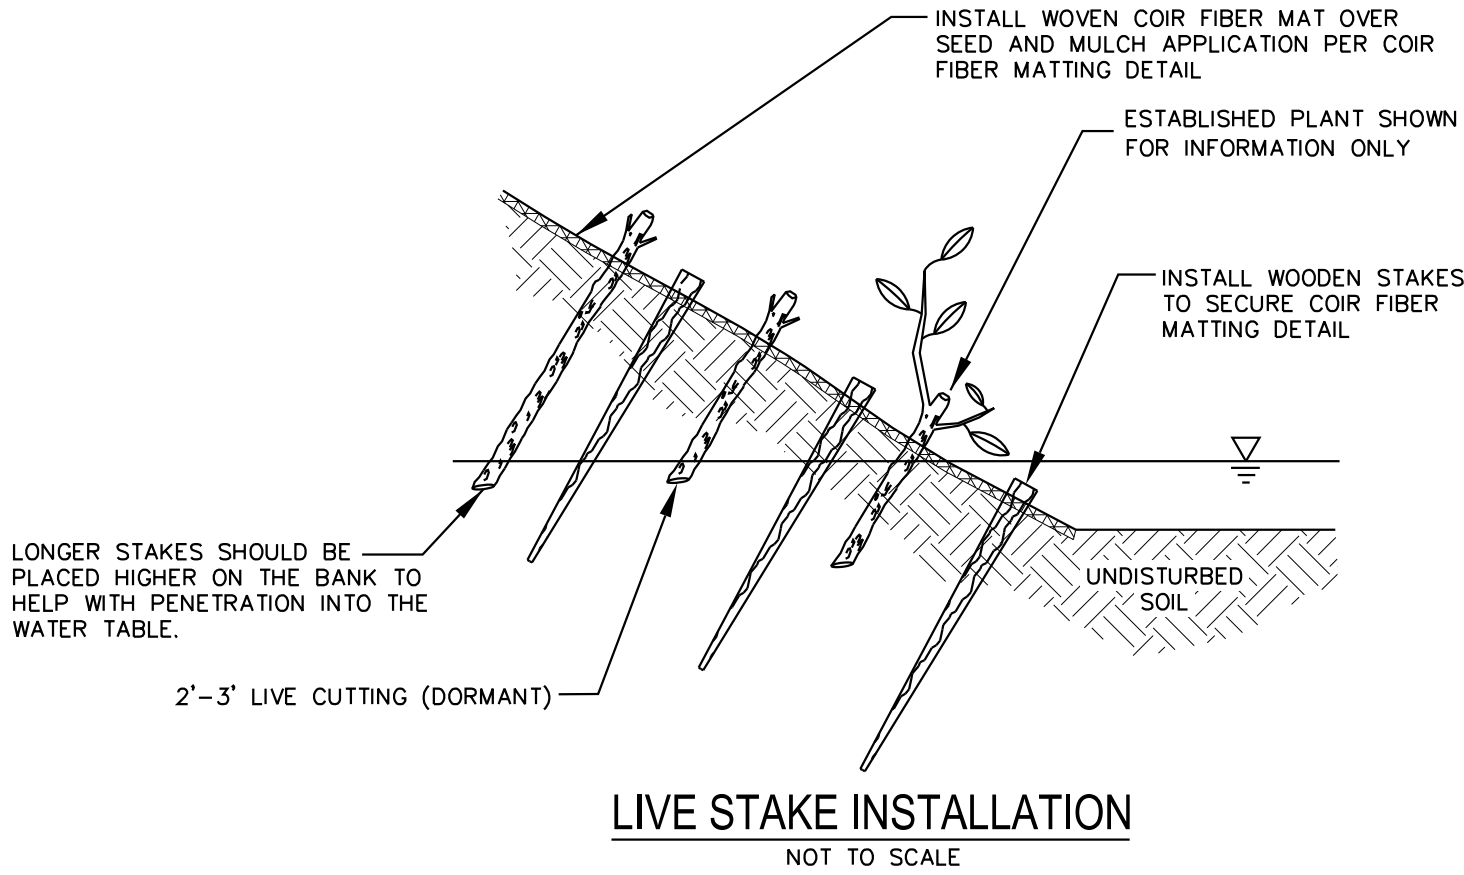 INSTALL WOVEN COIR FIBER MAT OVER
SEED AND MULCH APPLICATION PER COIR
FIBER MATTING DETAIL
ESTABLISHED PLANT SHOWN
FOR INFORMATION ONLY
INSTALL WOODEN STAKES
TO SECURE COIR FIBER
MATTING DETAIL
LONGER STAKES SHOULD BE
PLACED HIGHER ON THE BANK TO
HELP WITH PENETRATION INTO THE
WATER TABLE.
UNDISTURBED
SOIL
2'-3' LIVE CUTTING (DORMANT)
LIVE STAKE INSTALLATION
NOT TO SCALE